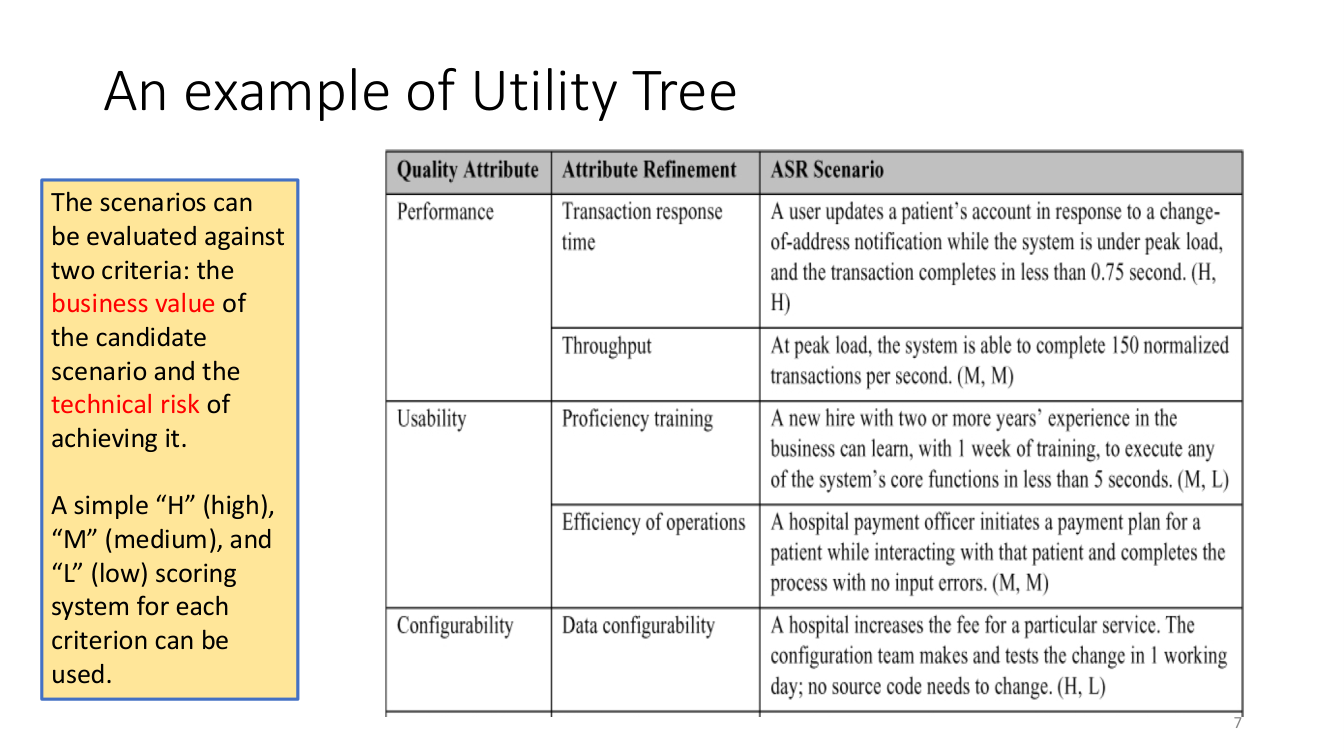 An example of Utility Tree
The scenarios can
be evaluated against
two criteria: the
business value of
the candidate
scenario and the
technical risk of
achieving it.
A simple “H” (high),
“M” (medium), and
“L” (low) scoring
system for each
criterion can be
used.
Quality Attribute
Attribute Refinement
ASR Scenario
Performance
Transaction response
time
A user updates a patient’s account in response to a change-
of-address notification while the system is under peak load,
and the transaction completes in less than 0.75 second. (H,
H)
Throughput
At peak load, the system is able to complete 150 normalized
transactions per second. (M, M)
Usability
Proficiency training
A new hire with two or more years’ experience in the
business can learn, with 1 week of training, to execute any
of the system’s core functions in less than 5 seconds. (M, L)
Efficiency of operations
A hospital payment officer initiates a payment plan for a
patient while interacting with that patient and completes the
process with no input errors. (M, M)
Configurability
Data configurability
A hospital increases the fee for a particular service. The
configuration team makes and tests the change in 1 working
day; no source code needs to change. (H, L)
7